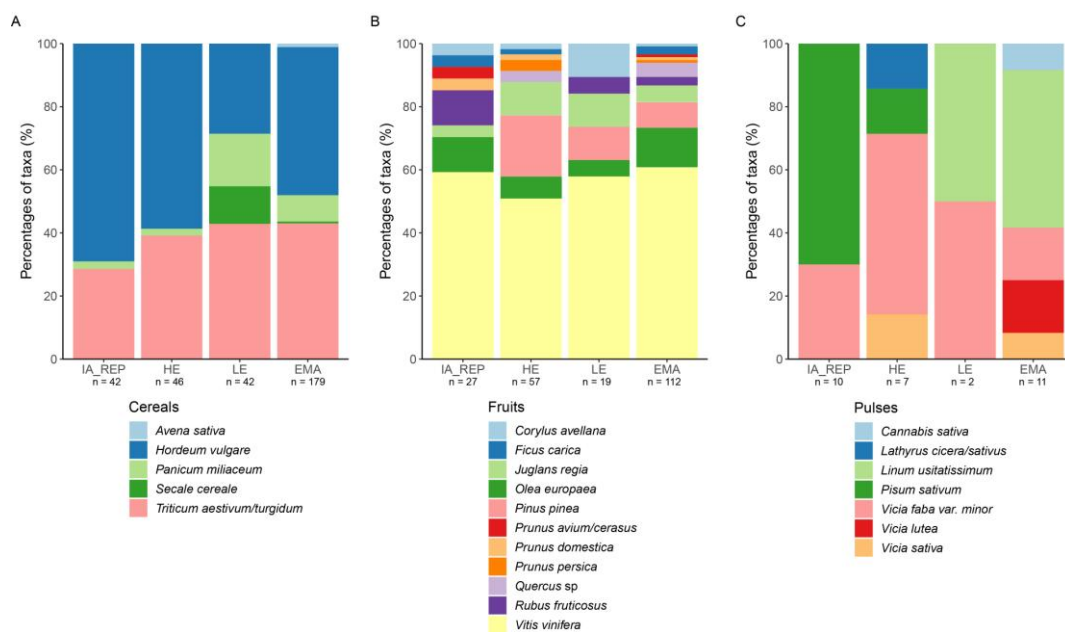 A
Percentages of taxa (%)
100
80
60
40
20
0
IA_REP HE LE EMA
n = 42 n = 46 n = 42 n = 179
Cereals
Avena sativa
Hordeum vulgare
Panicum miliaceum
Secale cereale
Triticum aestivum/turgidum
B
Percentages of taxa (%)
100
80
60
40
20
0
IA_REP HE LE EMA
n = 27 n = 57 n = 19 n = 112
Fruits
Corylus avellana
Ficus carica
Juglans regia
Olea europaea
Pinus pinea
Prunus avium/cerasus
Prunus domestica
Prunus persica
Quercus sp
Rubus fruticosus
Vitis vinifera
C
Percentages of taxa (%)
100
80
60
40
20
0
IA_REP HE LE EMA
n = 10 n = 7 n = 2 n = 11
Pulses
Cannabis sativa
Lathyrus cicera/sativus
Linum usitatissimum
Pisum sativum
Vicia faba var. minor
Vicia lutea
Vicia sativa